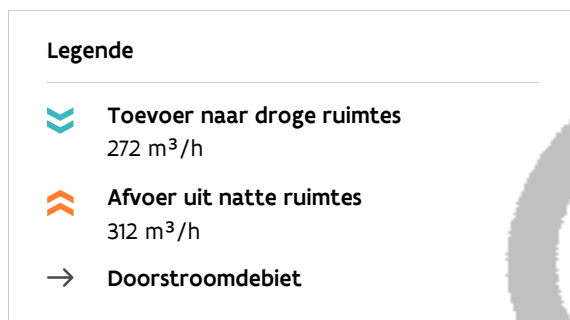 Legende
Toevoer naar droge ruimtes
272 m³/h
Afvoer uit natte ruimtes
312 m³/h
Doorstroomdebiet